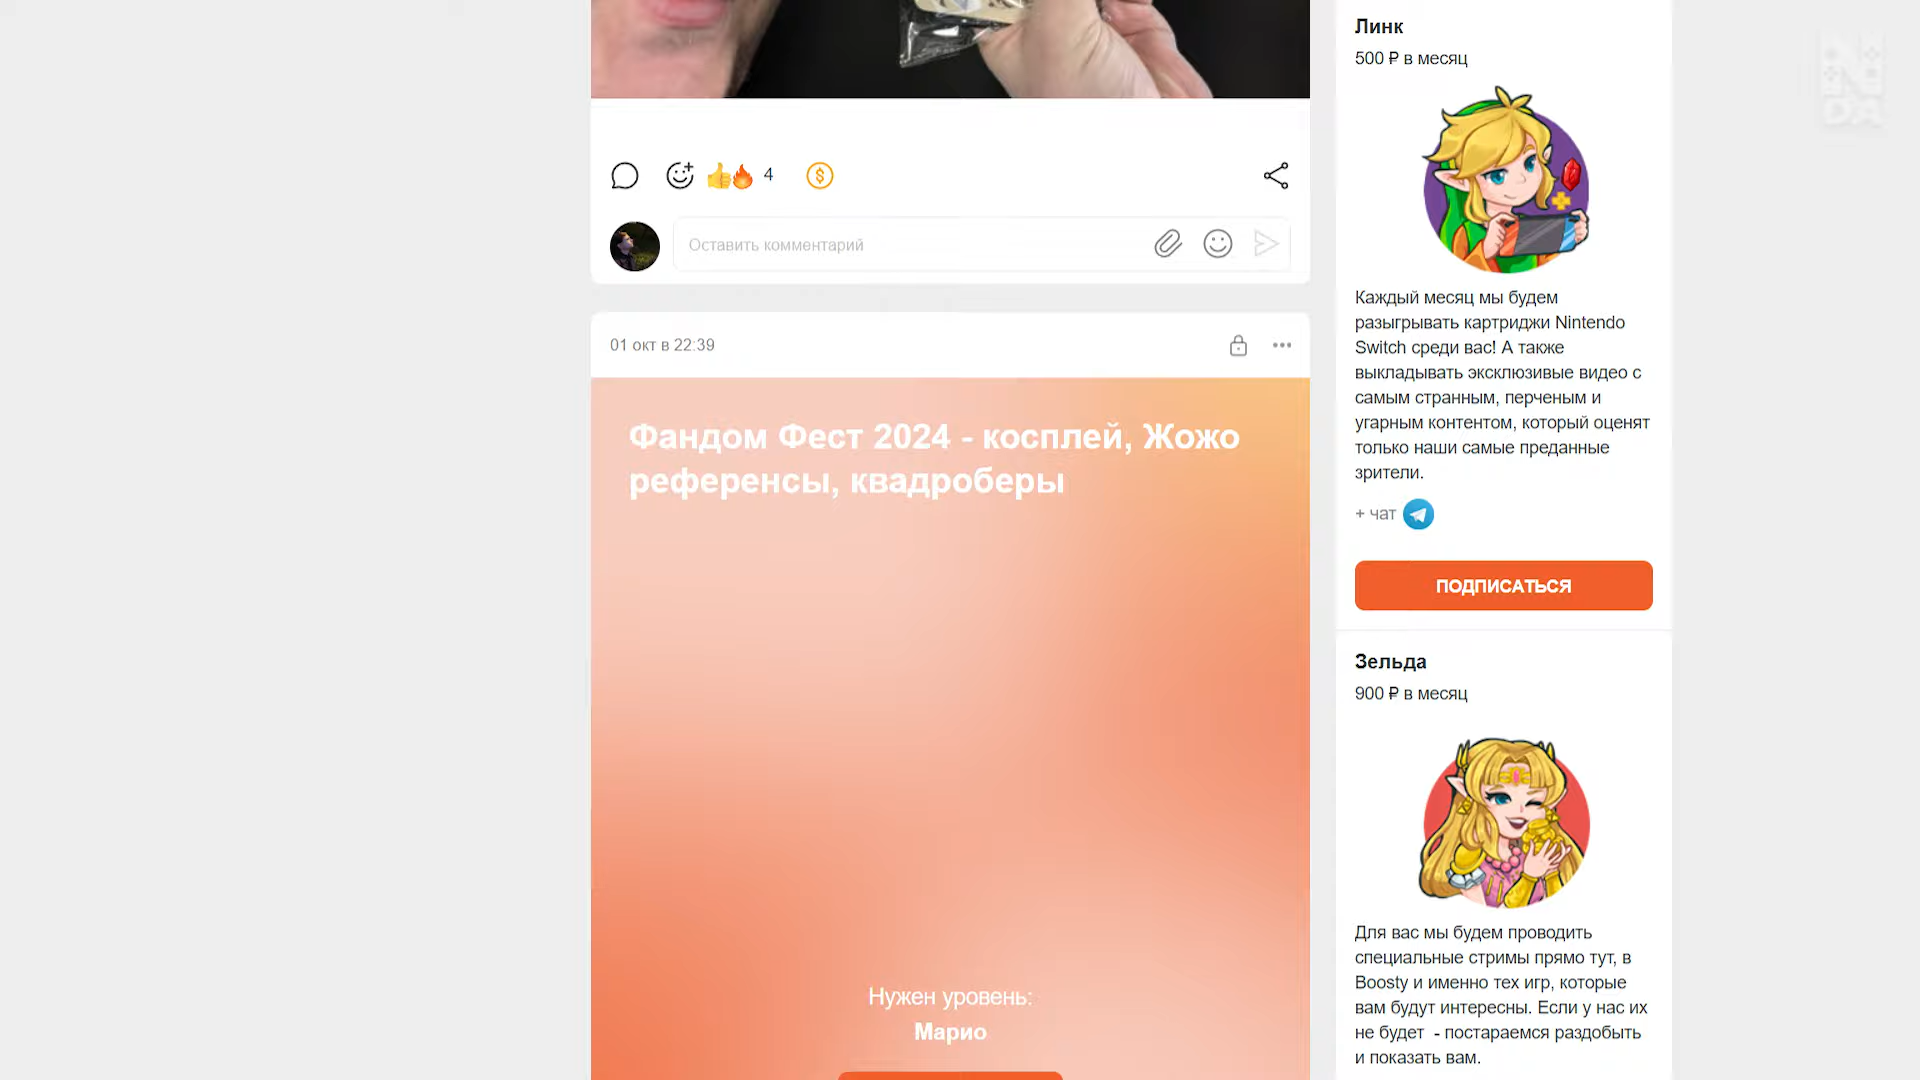 4
Оставить комментарий
01 окт в 22:39
Фандом Фест 2024 - косплей, Жожо
референсы, квадроберы
Нужен уровень:
Марио
Линк
500 ₽ в месяц
Каждый месяц мы будем
разыгрывать картриджи Nintendo
Switch среди вас! А также
выкладывать эксклюзивые видео с
самым странным, перченым и
угарным контентом, который оценят
только наши самые преданные
зрители.
+ чат
ПОДПИСАТЬСЯ
Зельда
900 ₽ в месяц
Для вас мы будем проводить
специальные стримы прямо тут, в
Boosty и именно тех игр, которые
вам будут интересны. Если у нас их
не будет  - постараемся раздобыть
и показать вам.
N
DA